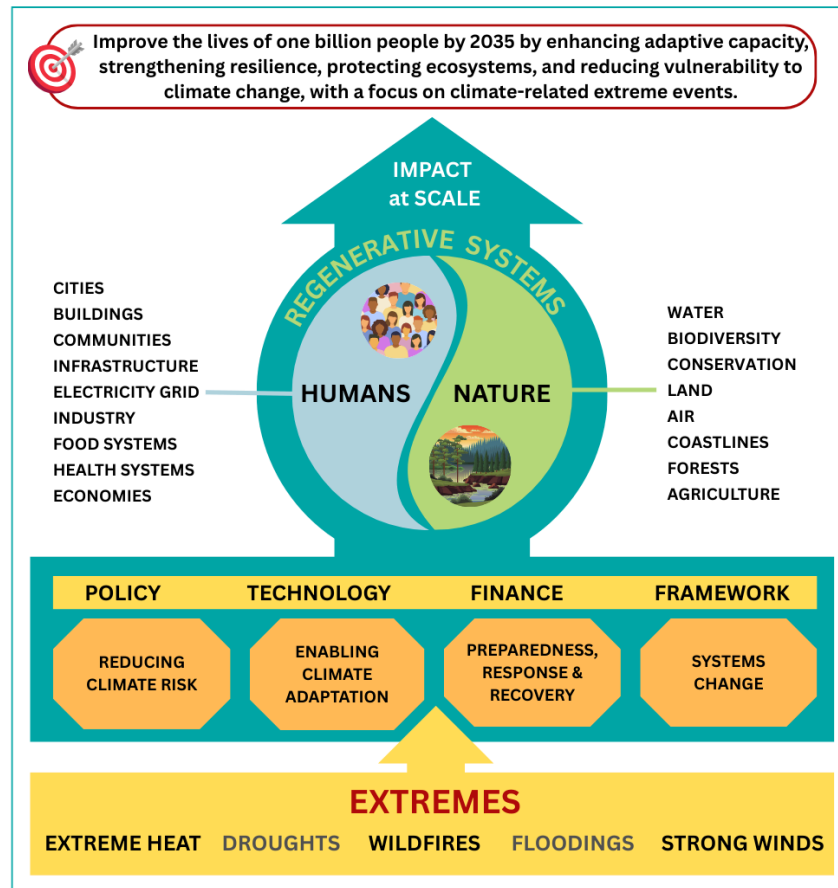 Improve the lives of one billion people by 2035 by enhancing adaptive capacity,
strengthening resilience, protecting ecosystems, and reducing vulnerability to
climate change, with a focus on climate-related extreme events.
IMPACT
at SCALE
REGENERATIVE SYSTEMS
CITIES
BUILDINGS
COMMUNITIES
INFRASTRUCTURE
ELECTRICITY GRID
INDUSTRY
FOOD SYSTEMS
HEALTH SYSTEMS
ECONOMIES
HUMANS
NATURE
WATER
BIODIVERSITY
CONSERVATION
LAND
AIR
COASTLINES
FORESTS
AGRICULTURE
POLICY
TECHNOLOGY
FINANCE
FRAMEWORK
REDUCING
CLIMATE RISK
ENABLING
CLIMATE
ADAPTATION
PREPAREDNESS,
RESPONSE &
RECOVERY
SYSTEMS
CHANGE
EXTREMES
EXTREME HEAT
DROUGHTS
WILDFIRES
FLOODINGS
STRONG WINDS